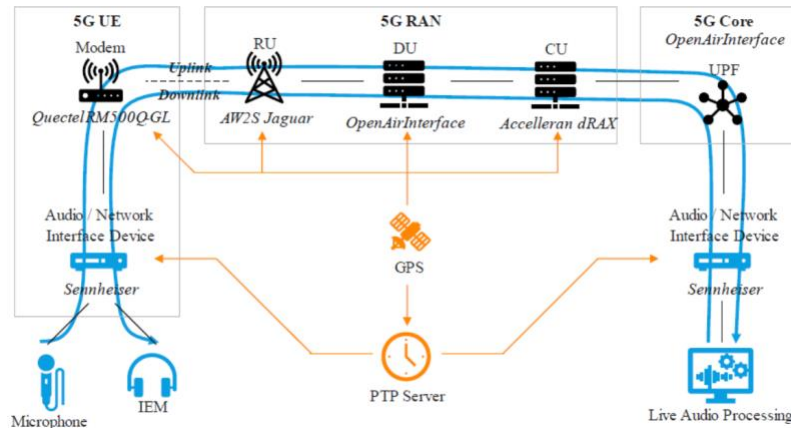 5G UE
5G RAN
5G Core
OpenAirInterface
Modem
RU
DU
CU
UPF
Uplink
Downlink
Quectel RM500Q-GL
AW2S Jaguar
OpenAirInterface
Accelleran dRAX
Audio / Network
Interface Device
Sennheiser
GPS
Audio / Network
Interface Device
Sennheiser
PTP Server
Microphone
IEM
Live Audio Processing